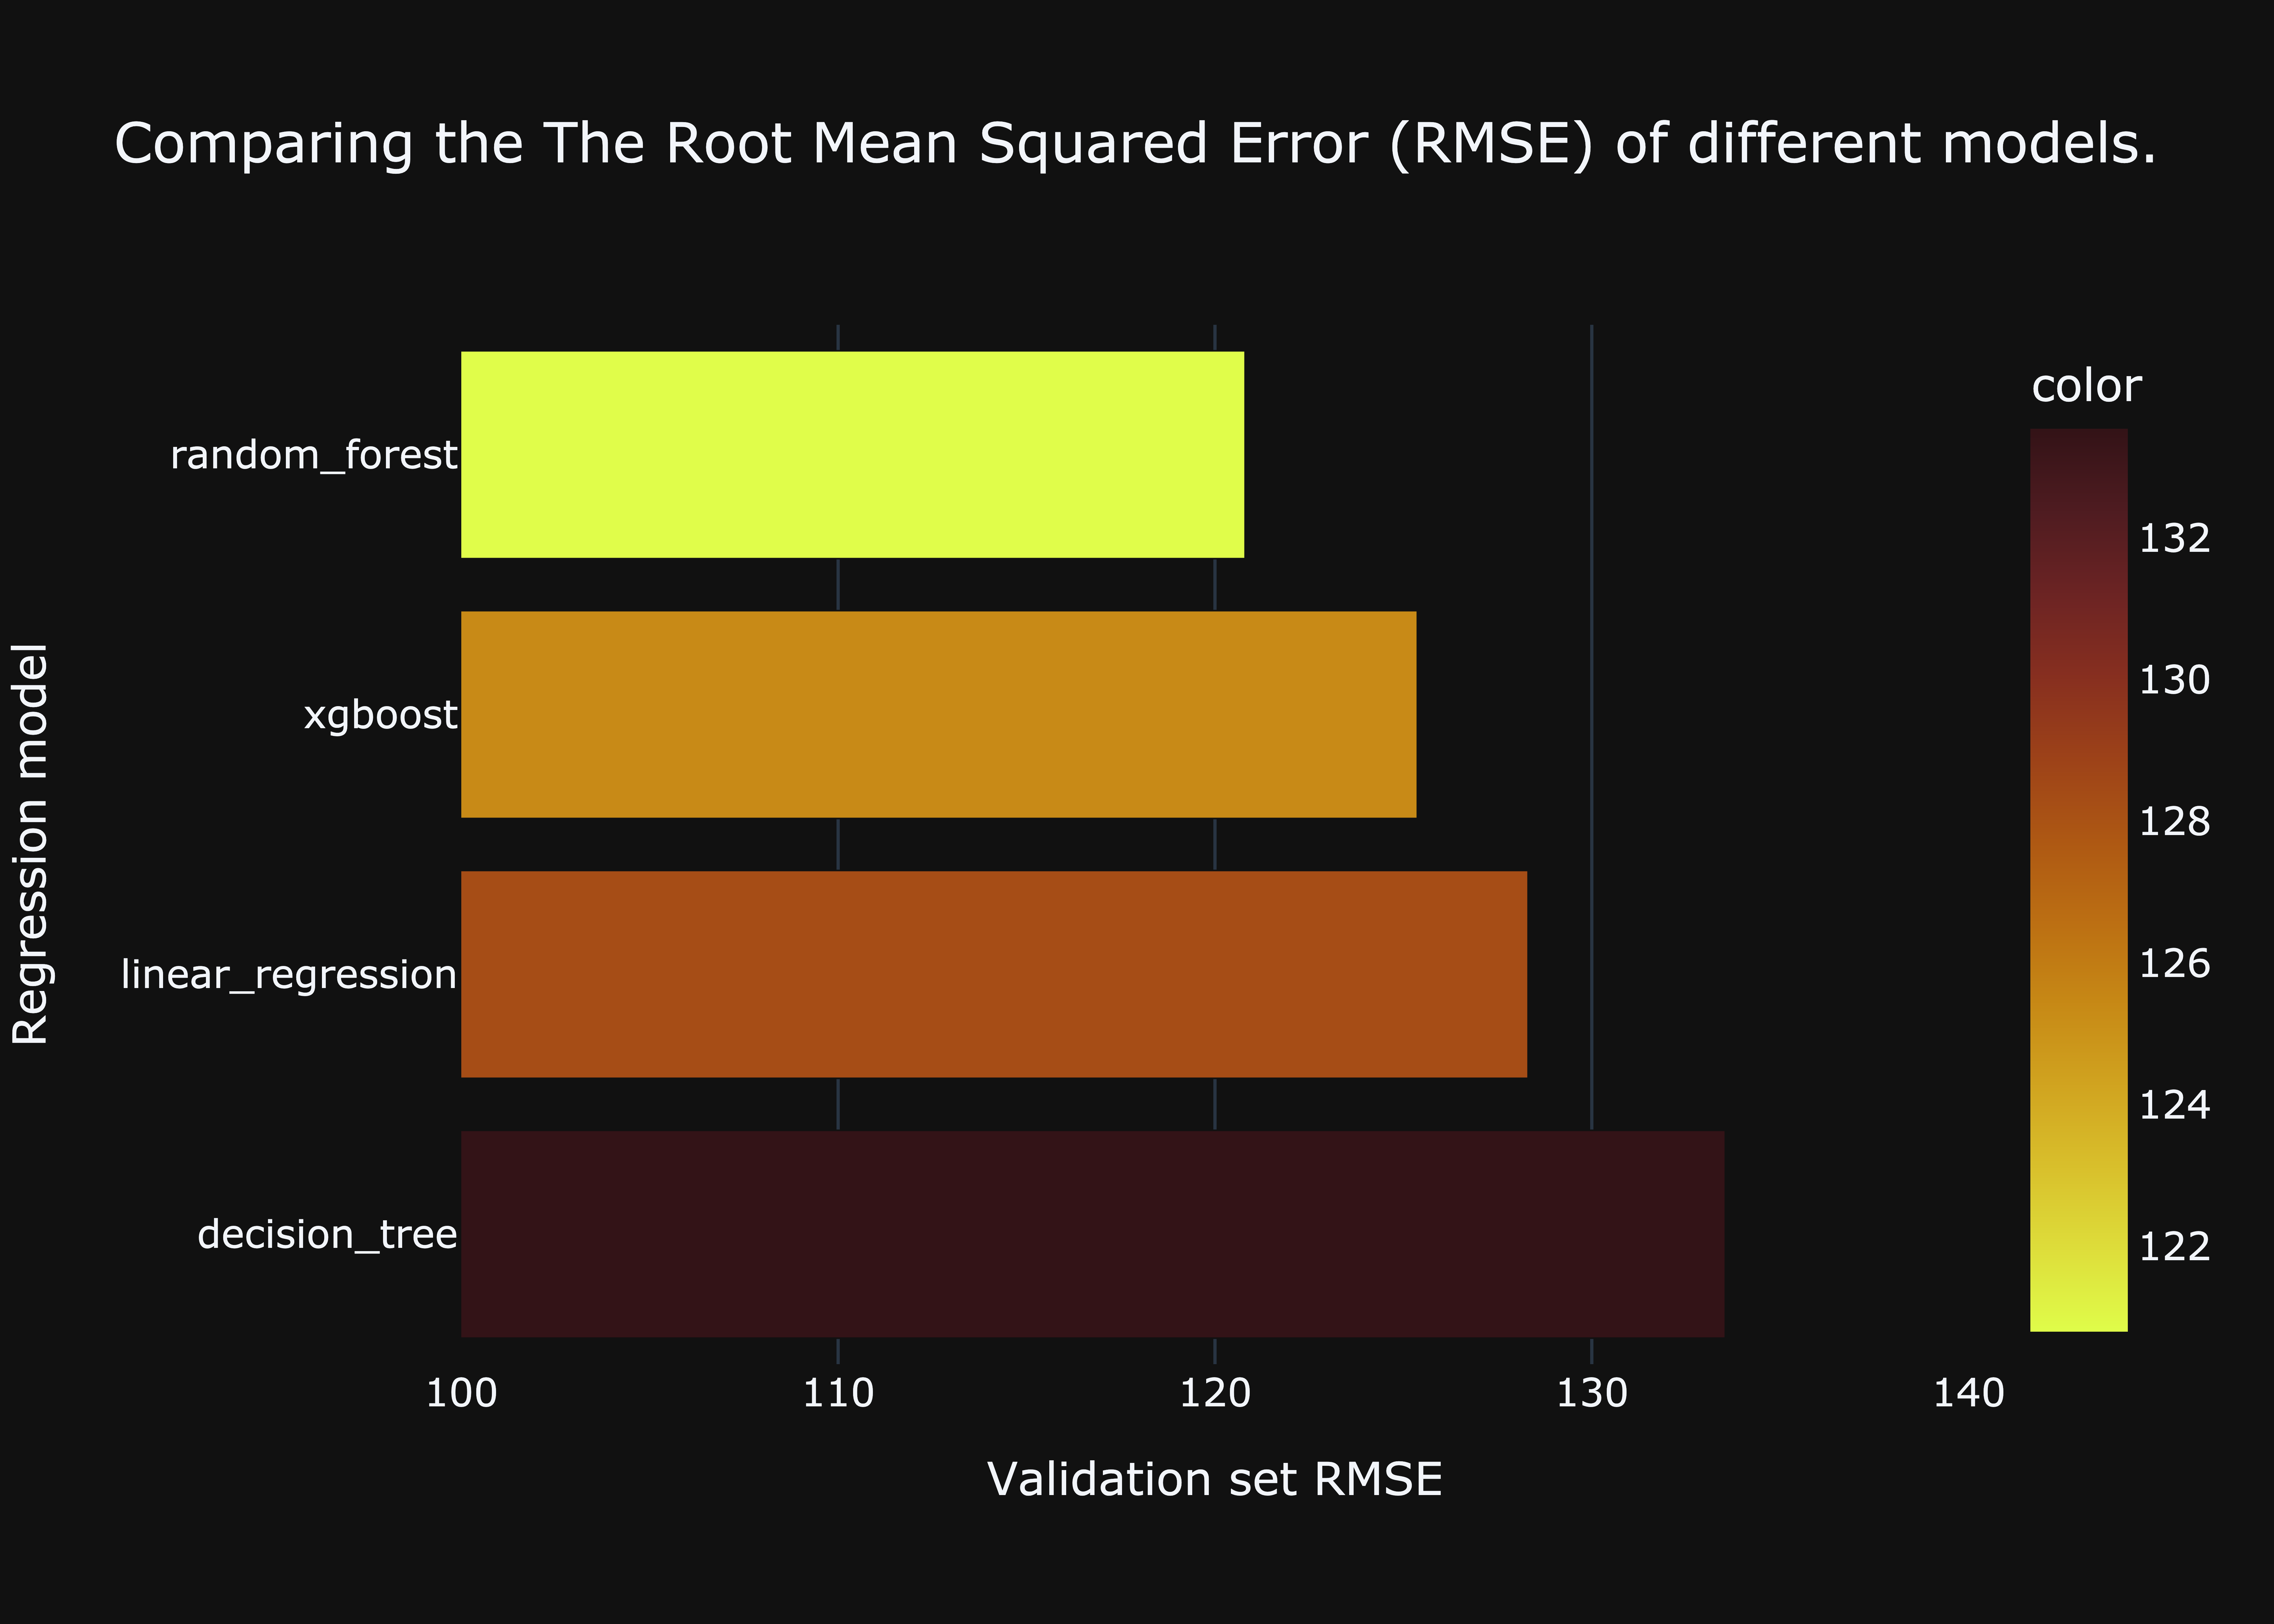 Comparing the The Root Mean Squared Error (RMSE) of different models.
color
random_forest
xgboost
linear_regression
decision_tree
Regression model
132
130
128
126
124
122
100
110
120
130
140
Validation set RMSE